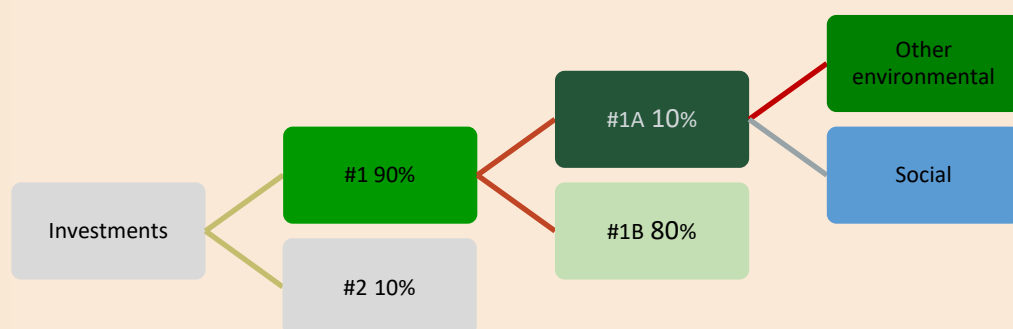 Other
environmental
#1A 10%
#1 90%
Social
Investments
#1B 80%
#2 10%